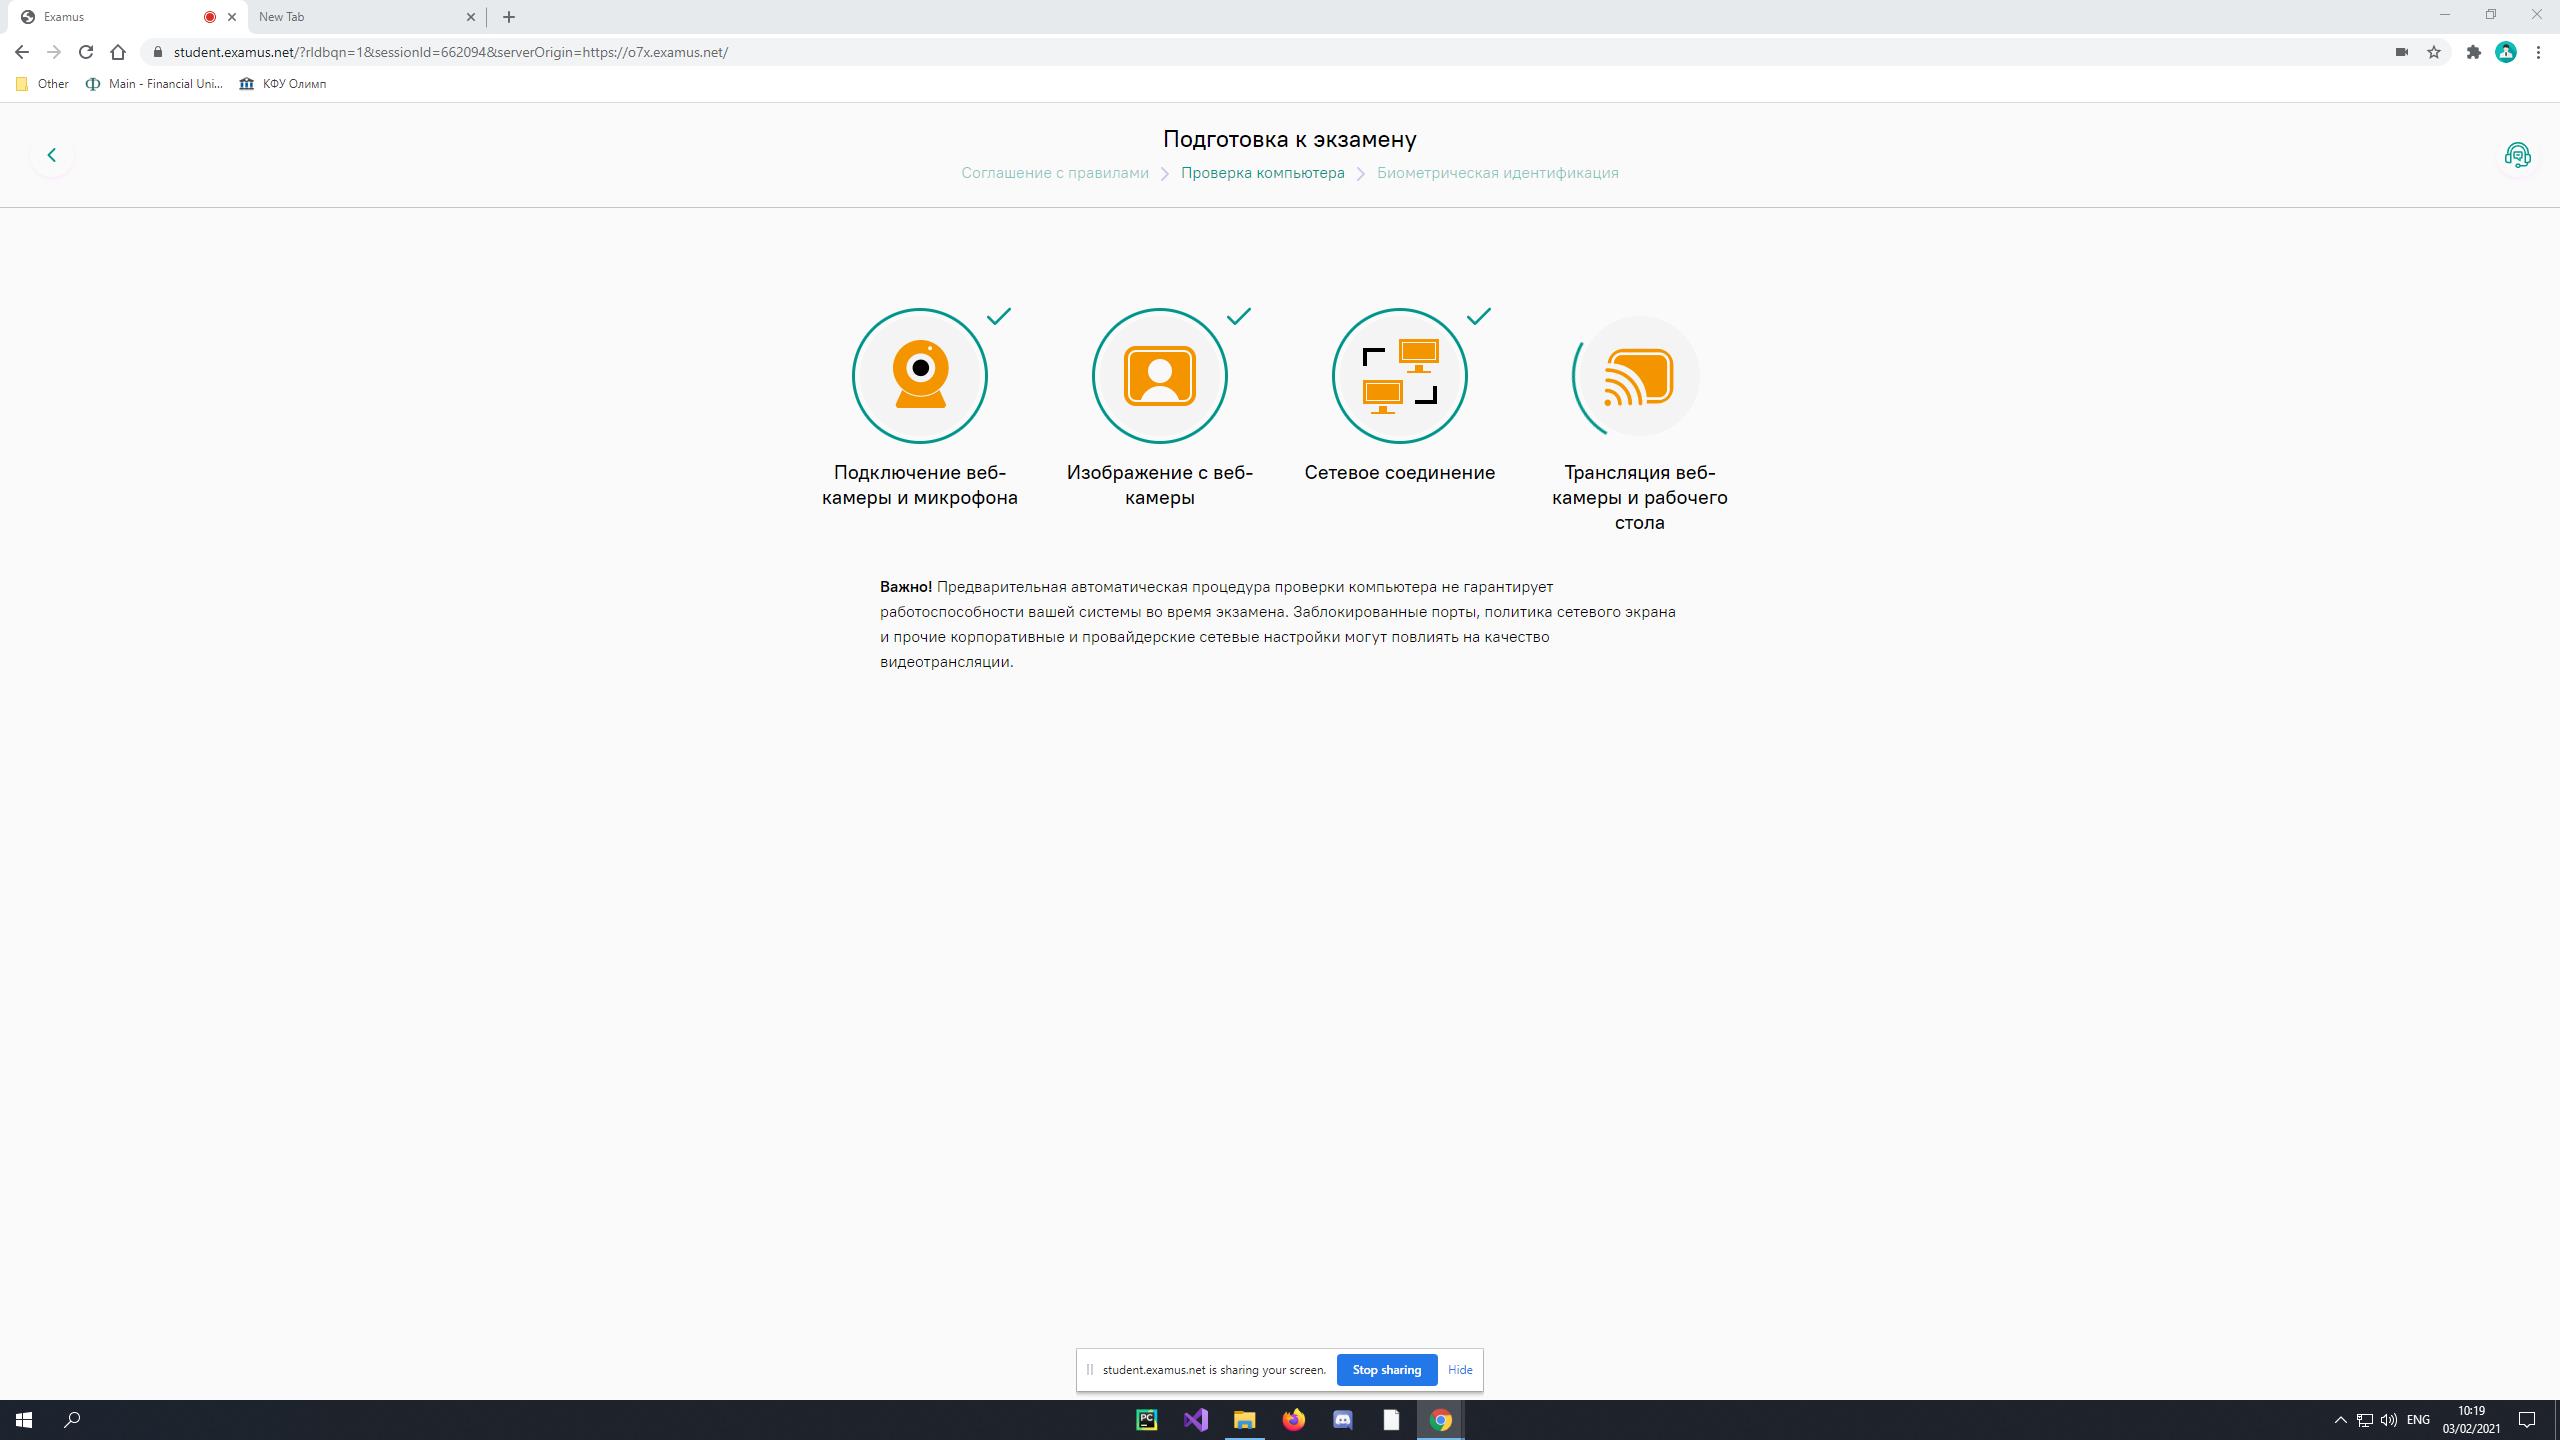 Examus
New Tab
student.examus.net/?rldbqn=1&sessionId=662094&serverOrigin=https://o7x.examus.net/
Other
Main - Financial Uni...
КФУ Олимп
Подготовка к экзамену
Соглашение с правилами
Проверка компьютера
Биометрическая идентификация
Подключение веб-
камеры и микрофона
Изображение с веб-
камеры
Сетевое соединение
Трансляция веб-
камеры и рабочего
стола
Важно! Предварительная автоматическая процедура проверки компьютера не гарантирует
работоспособности вашей системы во время экзамена. Заблокированные порты, политика сетевого экрана
и прочие корпоративные и провайдерские сетевые настройки могут повлиять на качество
видеотрансляции.
student.examus.net is sharing your screen.
Stop sharing
Hide
PC
ENG
10:19
03/02/2021